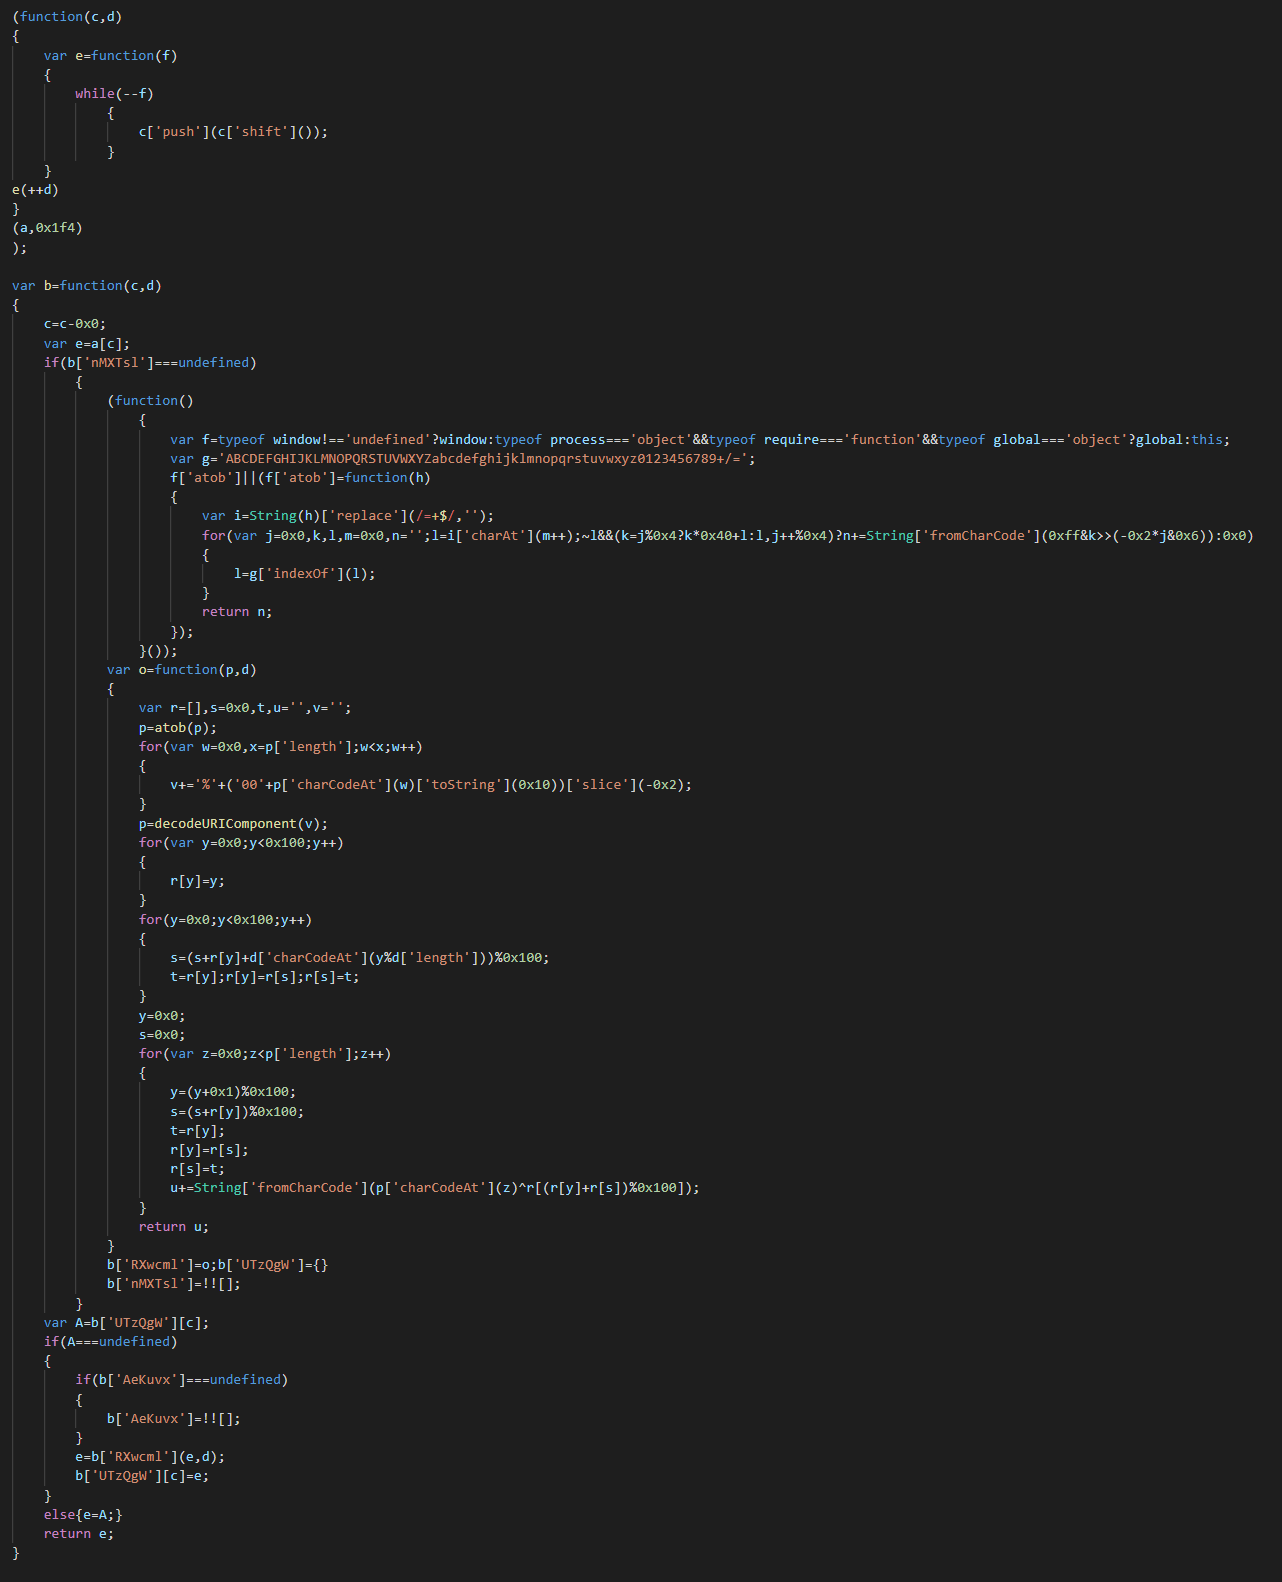 (function(c,d)
{
    var e=function(f)
    {
        while(--f)
            {
                c['push'](c['shift']());
            }
    }
e(++d)
}
(a,0x1f4)
);

var b=function(c,d)
{
    c=c-0x0;
    var e=a[c];
    if(b['nMXTsl']===undefined)
        {
            (function()
                {
                    var f=typeof window!=='undefined'?window:typeof process==='object'&&typeof require==='function'&&typeof global==='object'?global:this;
                    var g='ABCDEFGHIJKLMNOPQRSTUVWXYZabcdefghijklmnopqrstuvwxyz0123456789+/=';
                    f['atob']||(f['atob']=function(h)
                    {
                        var i=String(h)['replace'](/=+$/,'');
                        for(var j=0x0,k,l,m=0x0,n='';l=i['charAt'](m++);~l&&(k=j%0x4?k*0x40+l:l,j++%0x4)?n+=String['fromCharCode'](0xff&k>>(-0x2*j&0x6)):0x0)
                        {
                            l=g['indexOf'](l);
                        }
                        return n;
                    });
                }());
            var o=function(p,d)
            {
                var r=[],s=0x0,t,u='',v='';
                p=atob(p);
                for(var w=0x0,x=p['length'];w<x;w++)
                {
                    v+='%'+('00'+p['charCodeAt'](w)['toString'](0x10))['slice'](-0x2);
                }
                p=decodeURIComponent(v);
                for(var y=0x0;y<0x100;y++)
                {
                    r[y]=y;
                }
                for(y=0x0;y<0x100;y++)
                {
                    s=(s+r[y]+d['charCodeAt'](y%d['length']))%0x100;
                    t=r[y];r[y]=r[s];r[s]=t;
                }
                y=0x0;
                s=0x0;
                for(var z=0x0;z<p['length'];z++)
                {
                    y=(y+0x1)%0x100;
                    s=(s+r[y])%0x100;
                    t=r[y];
                    r[y]=r[s];
                    r[s]=t;
                    u+=String['fromCharCode'](p['charCodeAt'](z)^r[(r[y]+r[s])%0x100]);
                }
                return u;
            }
            b['RXwcml']=o;b['UTzQgW']={}
            b['nMXTsl']=!![];
        }
    var A=b['UTzQgW'][c];
    if(A===undefined)
    {
        if(b['AeKuvx']===undefined)
        {
            b['AeKuvx']=!![];
        }
        e=b['RXwcml'](e,d);
        b['UTzQgW'][c]=e;
    }
    else{e=A;}
    return e;
}